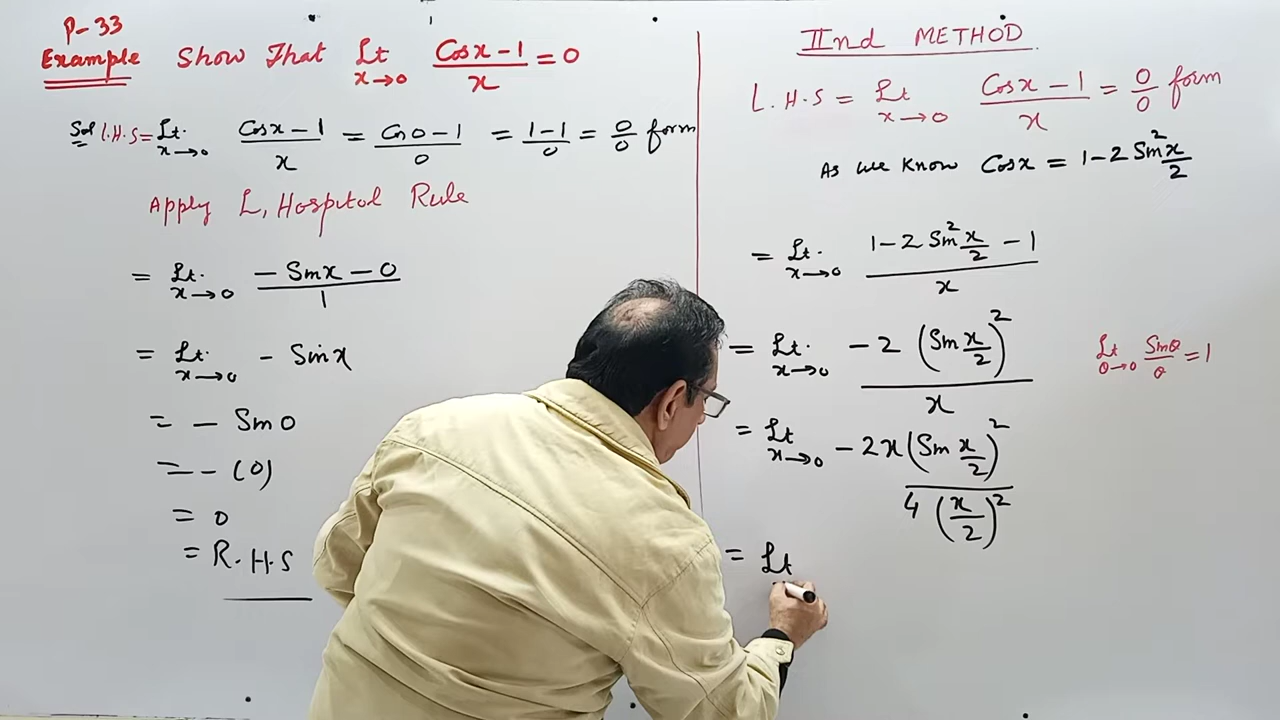 P-33
Example Show That Lt x→0 Cosx-1/x = 0
Sol L.H.S = Lt. x→0 Cosx-1/x = Cos0-1/0 = 1-1/0 = 0/0 form
Apply L, Hospital Rule
= Lt. x→0 -Sinx-0/1
= Lt. x→0 - Sinx
= - Sin0
= -(0)
= 0
= R.H.S
IInd METHOD
L.H.S = Lt x→0 Cosx-1/x = 0/0 form
As we Know Cosx = 1-2 Sin² x/2
= Lt. x→0 1-2 Sin² x/2 - 1/x
= Lt. x→0 -2 (Sin x/2)²/x
Lt θ→0 Sinθ/θ = 1
= Lt x→0 -2x (Sin x/2)²/4 (x/2)²
= Lt